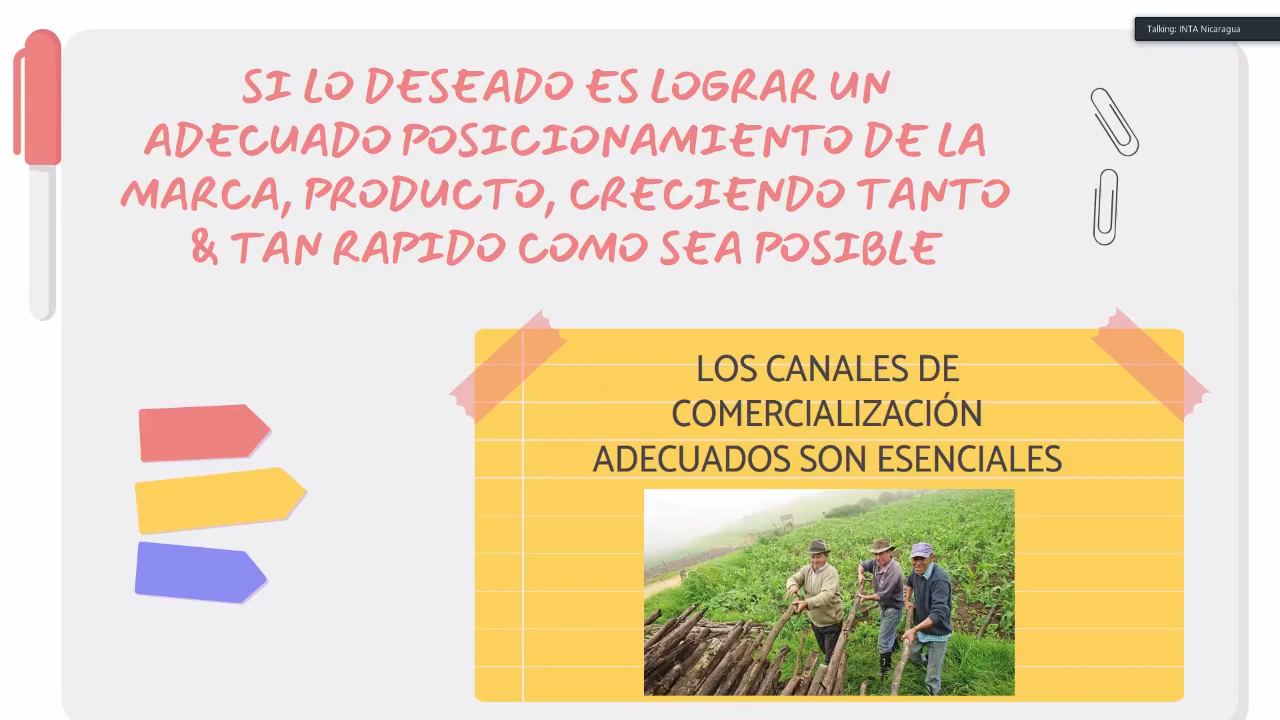 Talking: INTA Nicaragua
SI LO DESEADO ES LOGRAR UN
ADECUADO POSICIONAMIENTO DE LA
MARCA, PRODUCTO, CRECIENDO TANTO
& TAN RAPIDO COMO SEA POSIBLE
LOS CANALES DE
COMERCIALIZACIÓN
ADECUADOS SON ESENCIALES